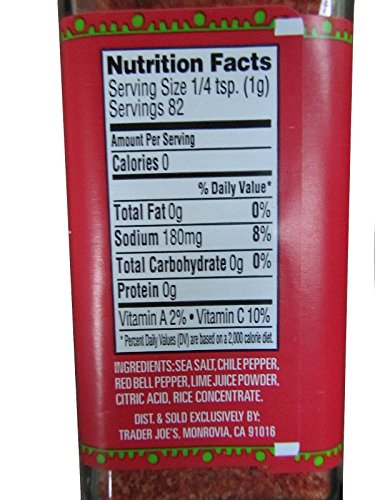 Nutrition Facts
Serving Size 1/4 tsp. (1g)
Servings 82
Amount Per Serving
Calories 0
% Daily Value*
Total Fat 0g 0%
Sodium 180mg 8%
Total Carbohydrate 0g 0%
Protein 0g
Vitamin A 2% • Vitamin C 10%
* Percent Daily Values (DV) are based on a 2,000 calorie diet.
INGREDIENTS: SEA SALT, CHILE PEPPER,
RED BELL PEPPER, LIME JUICE POWDER,
CITRIC ACID, RICE CONCENTRATE.
DIST. & SOLD EXCLUSIVELY BY:
TRADER JOE'S, MONROVIA, CA 91016